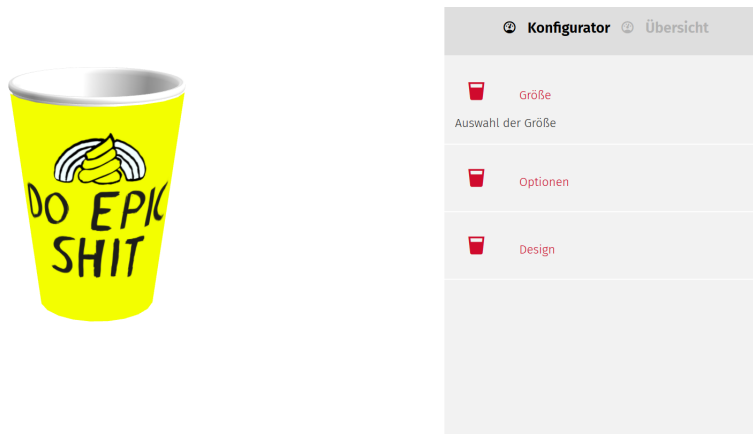 DO EPIC
SHIT
Konfigurator Übersicht
Größe
Auswahl der Größe
Optionen
Design